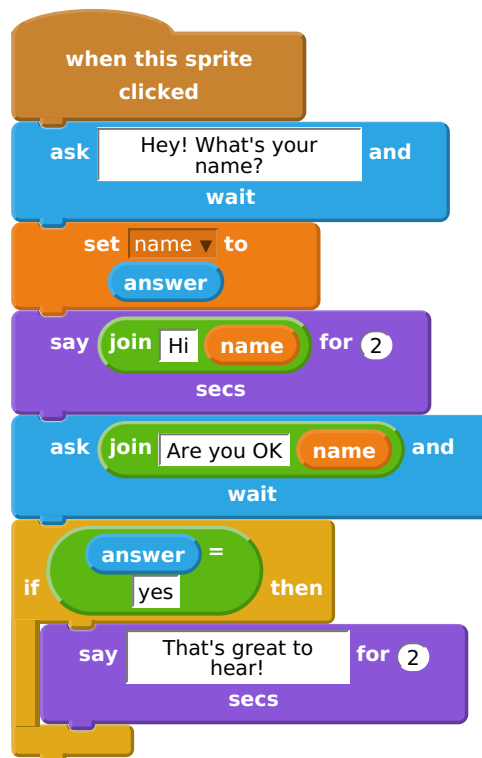 when this sprite
clicked
ask Hey! What's your name? and
wait
set name ▼ to
answer
say join Hi name for 2
secs
ask join Are you OK name and
wait
if answer = yes then
say That's great to hear! for 2
secs